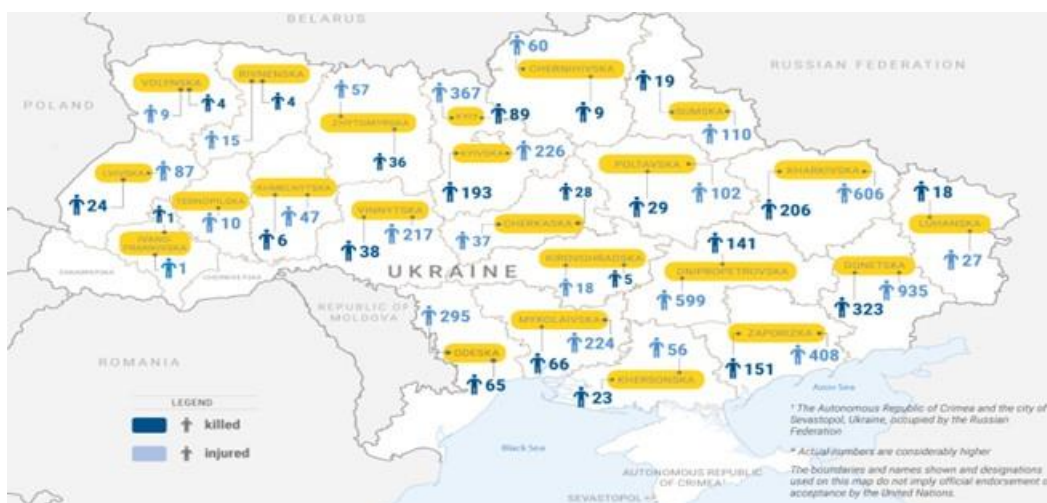 BELARUS
RUSSIAN FEDERATION
POLAND
60
CHERNIHIVSKA
9
VOLINSKA
9
4
RIVNENSKA
15
4
57
ZHYTOMYRSKA
36
367
KYIV
89
19
SUMSKA
110
KYIVSKA
226
193
LVIVSKA
87
24
TERNOPILSKA
10
KHMELNYTSKA
47
6
1
IVANO-
FRANKIVSKA
1
VINNYTSKA
217
38
28
CHERKASKA
37
POLTAVSKA
102
29
KHARKIVSKA
606
206
18
LUHANSKA
27
UKRAINE
KIROVOHRADSKA
18
5
141
DNIPROPETROVSKA
599
DONETSKA
935
323
REPUBLIC OF
MOLDOVA
295
ODESKA
65
MYKOLAIVSKA
224
66
56
KHERSONSKA
23
ZAPORIZKA
151
408
ROMANIA
Azov Sea
Black Sea
LEGEND
killed
injured
AUTONOMOUS REPUBLIC
OF CRIMEA¹
SEVASTOPOL
¹ The Autonomous Republic of Crimea and the city of
Sevastopol, Ukraine, occupied by the Russian
Federation
* Actual numbers are considerably higher
The boundaries and names shown and designations
used on this map do not imply official endorsement o
acceptance by the United Nations.